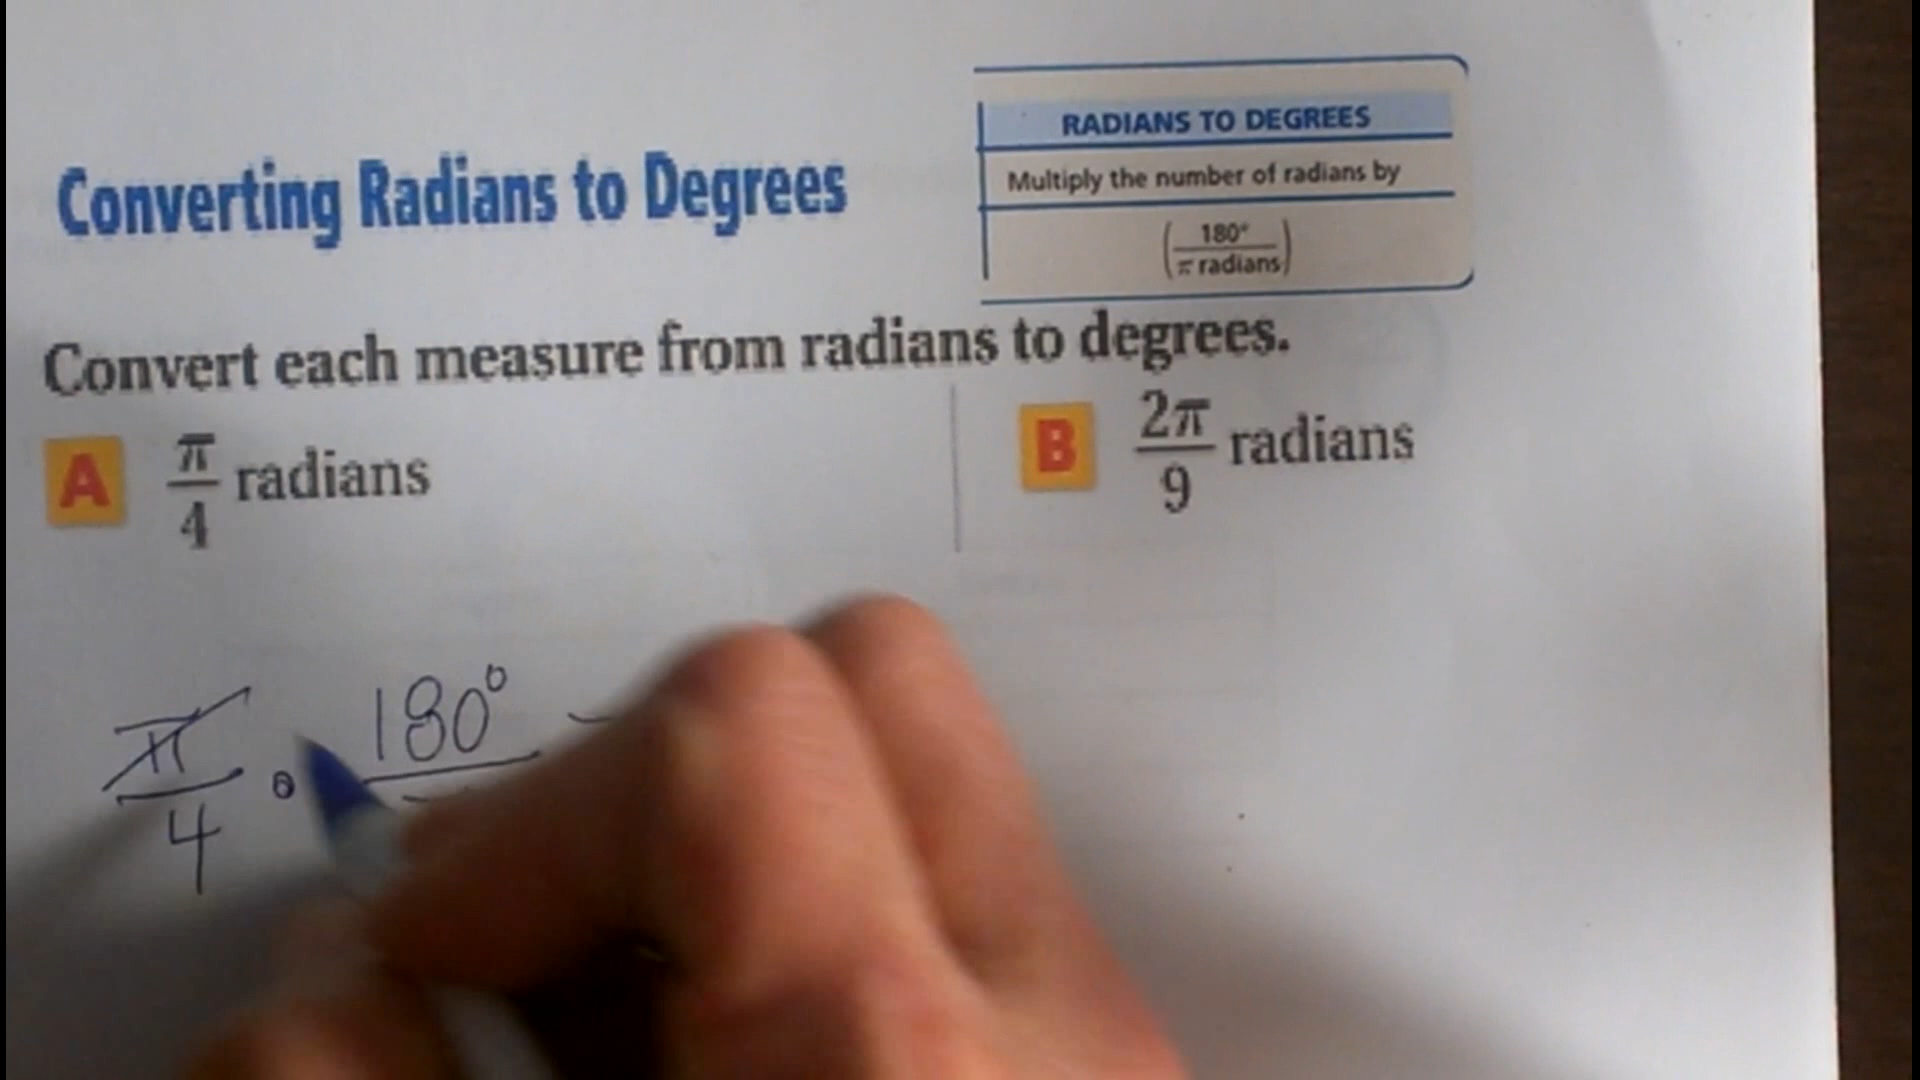 RADIANS TO DEGREES
Converting Radians to Degrees
Multiply the number of radians by
(180°/π radians)
Convert each measure from radians to degrees.
A π/4 radians
B 2π/9 radians
π/4 · 180°